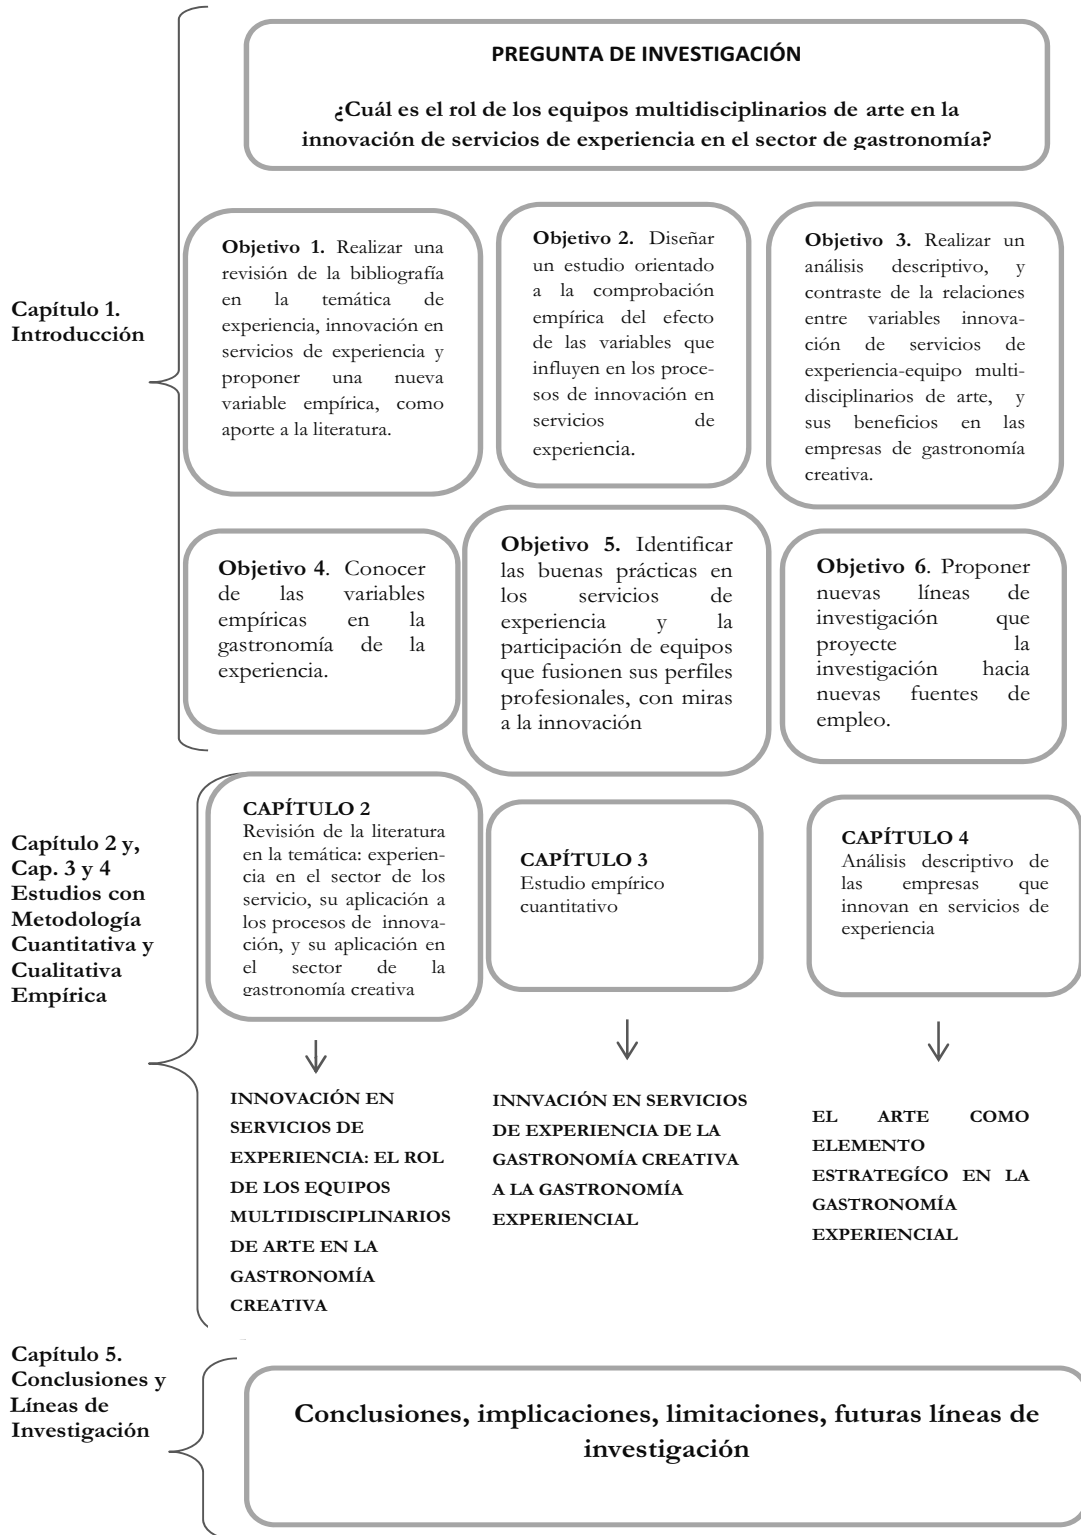 PREGUNTA DE INVESTIGACIÓN
¿Cuál es el rol de los equipos multidisciplinarios de arte en la
innovación de servicios de experiencia en el sector de gastronomía?
Capítulo 1.
Introducción
Objetivo 1. Realizar una
revisión de la bibliografía
en la temática de
experiencia, innovación en
servicios de experiencia y
proponer una nueva
variable empírica, como
aporte a la literatura.
Objetivo 2. Diseñar
un estudio orientado
a la comprobación
empírica del efecto
de las variables que
influyen en los proce-
sos de innovación en
servicios de
experiencia.
Objetivo 3. Realizar un
análisis descriptivo, y
contraste de la relaciones
entre variables innova-
ción de servicios de
experiencia-equipo multi-
disciplinarios de arte, y
sus beneficios en las
empresas de gastronomía
creativa.
Objetivo 4. Conocer
de las variables
empíricas en la
gastronomía de la
experiencia.
Objetivo 5. Identificar
las buenas prácticas en
los servicios de
experiencia y la
participación de equipos
que fusionen sus perfiles
profesionales, con miras
a la innovación
Objetivo 6. Proponer
nuevas líneas de
investigación que
proyecte la
investigación hacia
nuevas fuentes de
empleo.
Capítulo 2 y,
Cap. 3 y 4
Estudios con
Metodología
Cuantitativa y
Cualitativa
Empírica
CAPÍTULO 2
Revisión de la literatura
en la temática: experien-
cia en el sector de los
servicio, su aplicación a
los procesos de innova-
ción, y su aplicación en
el sector de la
gastronomía creativa
CAPÍTULO 3
Estudio empírico
cuantitativo
CAPÍTULO 4
Análisis descriptivo de
las empresas que
innovan en servicios de
experiencia
INNOVACIÓN EN
SERVICIOS DE
EXPERIENCIA: EL ROL
DE LOS EQUIPOS
MULTIDISCIPLINARIOS
DE ARTE EN LA
GASTRONOMÍA
CREATIVA
INNVACIÓN EN SERVICIOS
DE EXPERIENCIA DE LA
GASTRONOMÍA CREATIVA
A LA GASTRONOMÍA
EXPERIENCIAL
EL ARTE COMO
ELEMENTO
ESTRATEGÍCO EN LA
GASTRONOMÍA
EXPERIENCIAL
Capítulo 5.
Conclusiones y
Líneas de
Investigación
Conclusiones, implicaciones, limitaciones, futuras líneas de
investigación